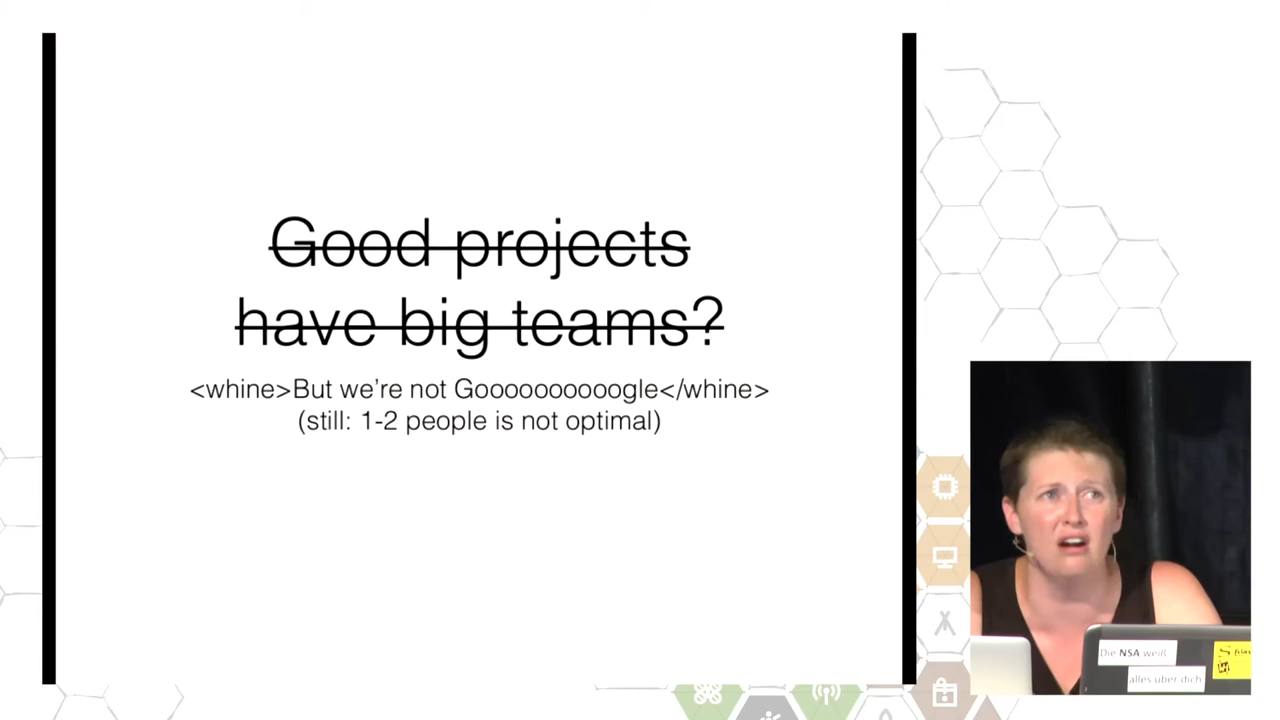 Good projects
have big teams?
<whine>But we're not Goooooooooogle</whine>
(still: 1-2 people is not optimal)
Die NSA weiß
alles über dich